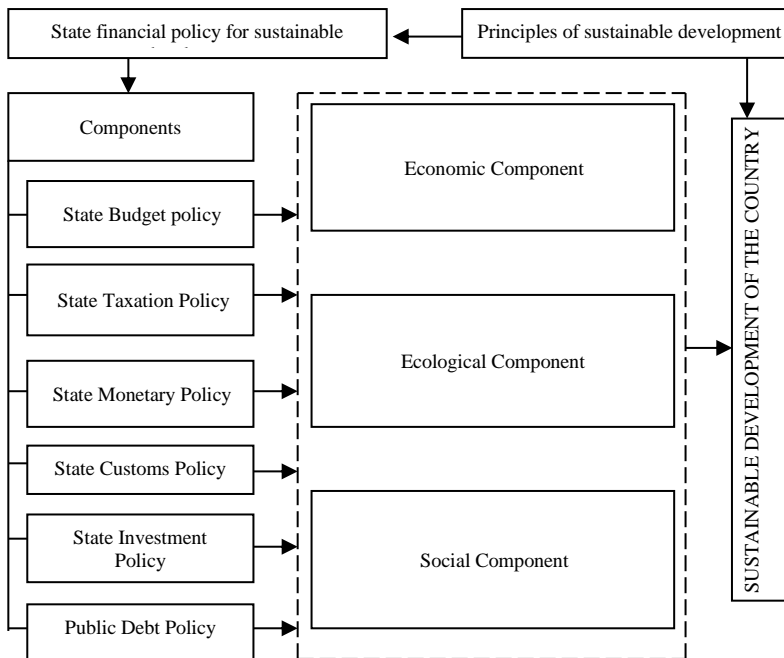 State financial policy for sustainable
Principles of sustainable development
Components
State Budget policy
State Taxation Policy
State Monetary Policy
State Customs Policy
State Investment
Policy
Public Debt Policy
Economic Component
Ecological Component
Social Component
SUSTAINABLE DEVELOPMENT OF THE COUNTRY